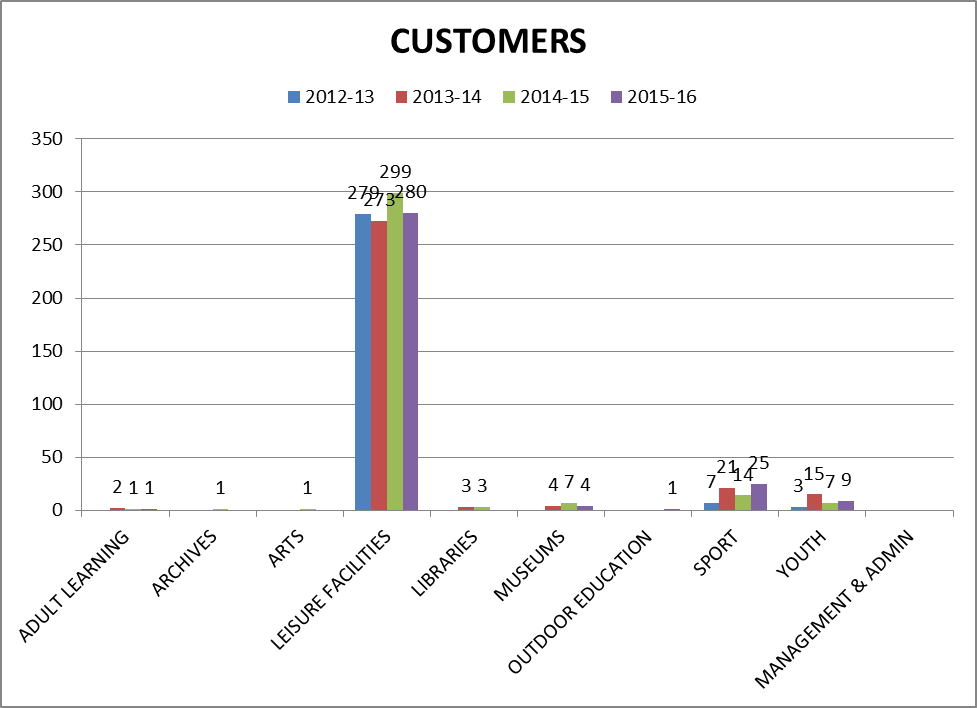 CUSTOMERS
2012-13 2013-14 2014-15 2015-16
350
300
250
200
150
100
50
0
2 1 1
1
1
279 273 299 280
3 3
4 7 4
1
7 21 14 25
3 15 7 9
ADULT LEARNING
ARCHIVES
ARTS
LEISURE FACILITIES
LIBRARIES
MUSEUMS
OUTDOOR EDUCATION
SPORT
YOUTH
MANAGEMENT & ADMIN